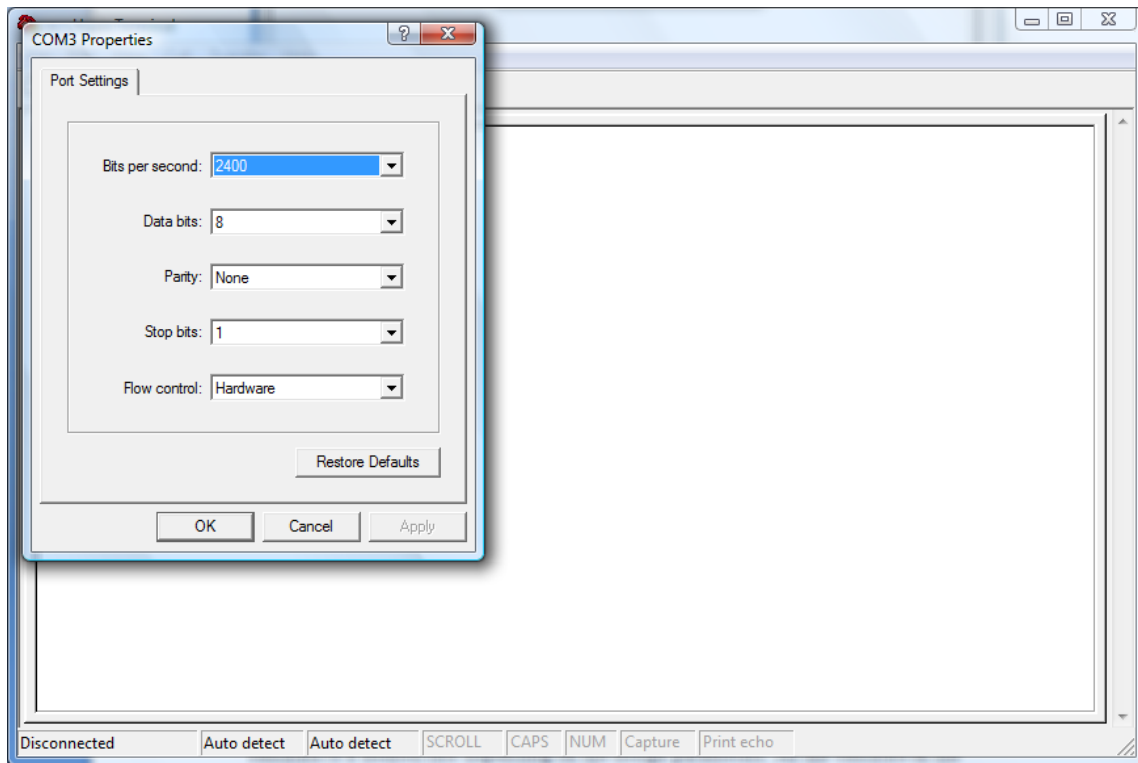 COM3 Properties
Port Settings
Bits per second: 2400
Data bits: 8
Parity: None
Stop bits: 1
Flow control: Hardware
Restore Defaults
OK Cancel Apply
Disconnected Auto detect Auto detect SCROLL CAPS NUM Capture Print echo